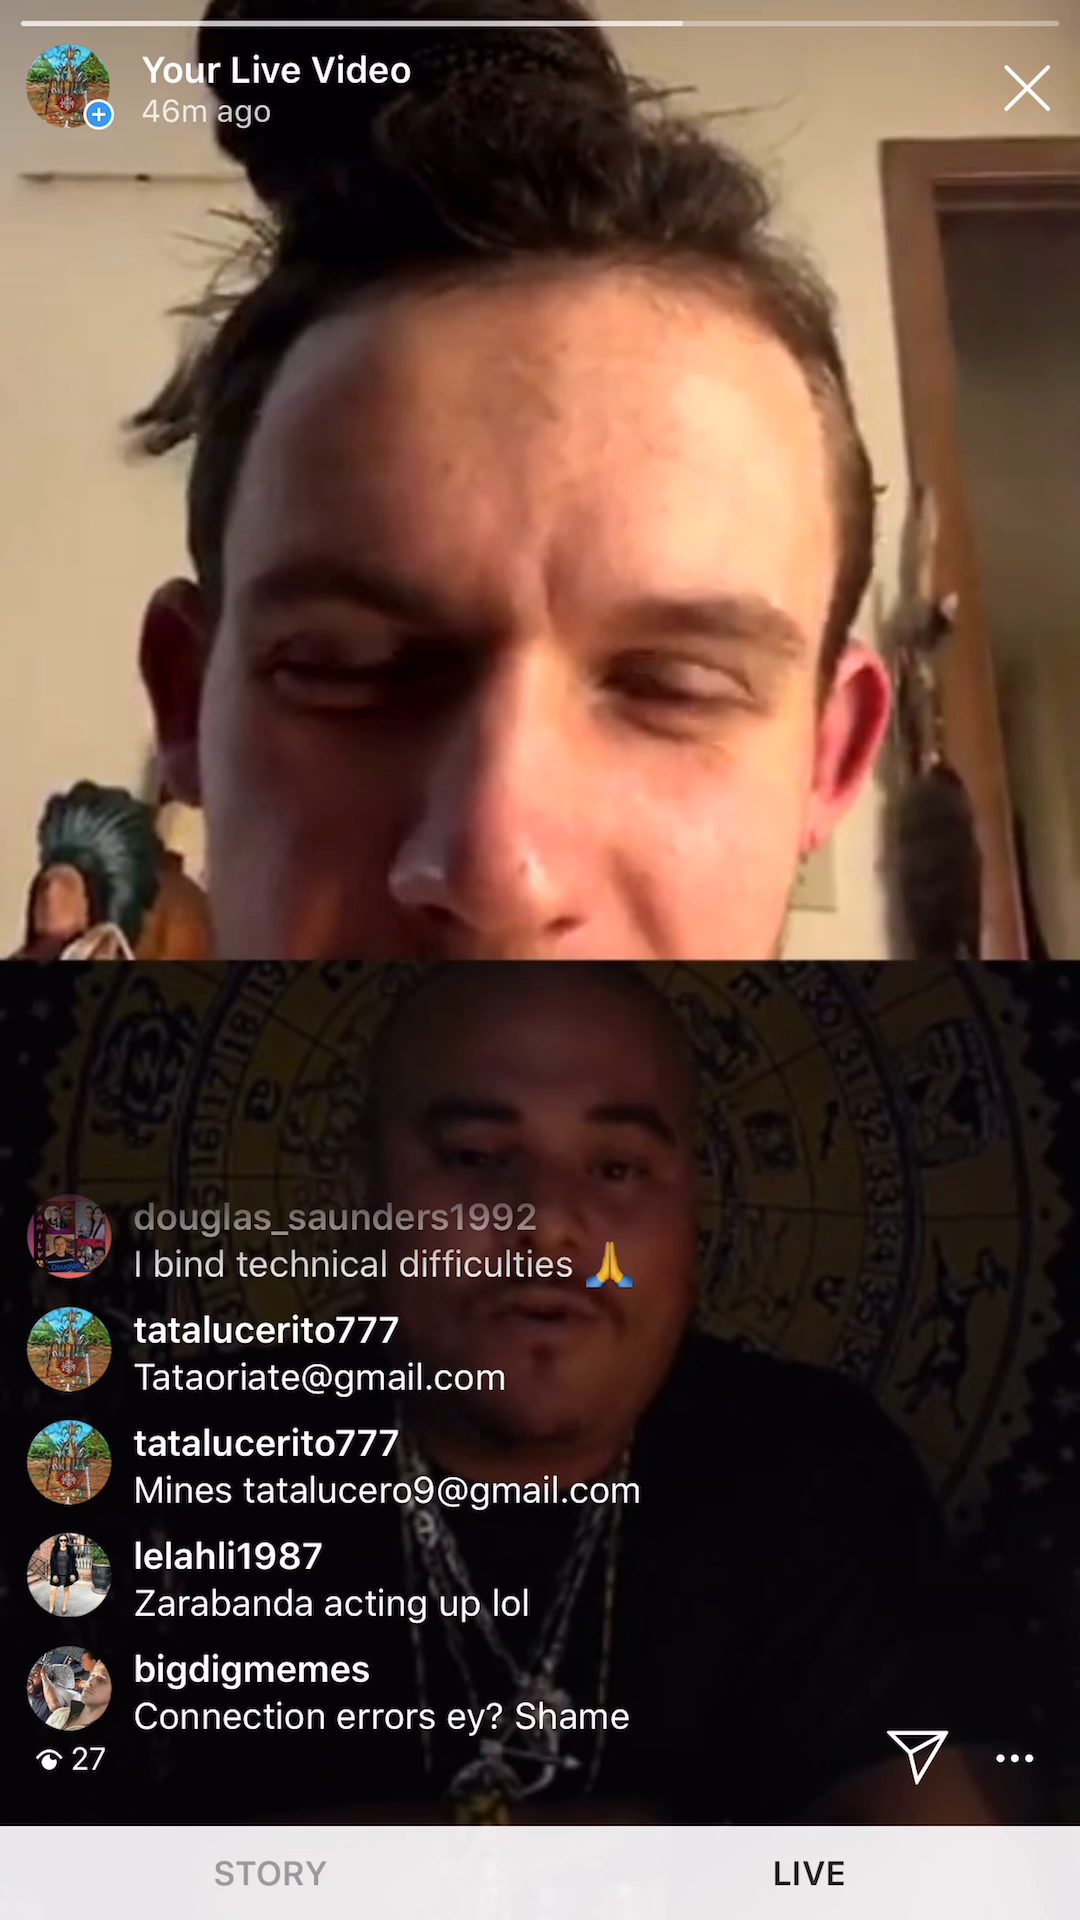 Your Live Video
46m ago
douglas_saunders1992
I bind technical difficulties 🙏
tatalucerito777
Tataoriate@gmail.com
tatalucerito777
Mines tatalucero9@gmail.com
lelahli1987
Zarabanda acting up lol
bigdigmemes
Connection errors ey? Shame
27
STORY
LIVE